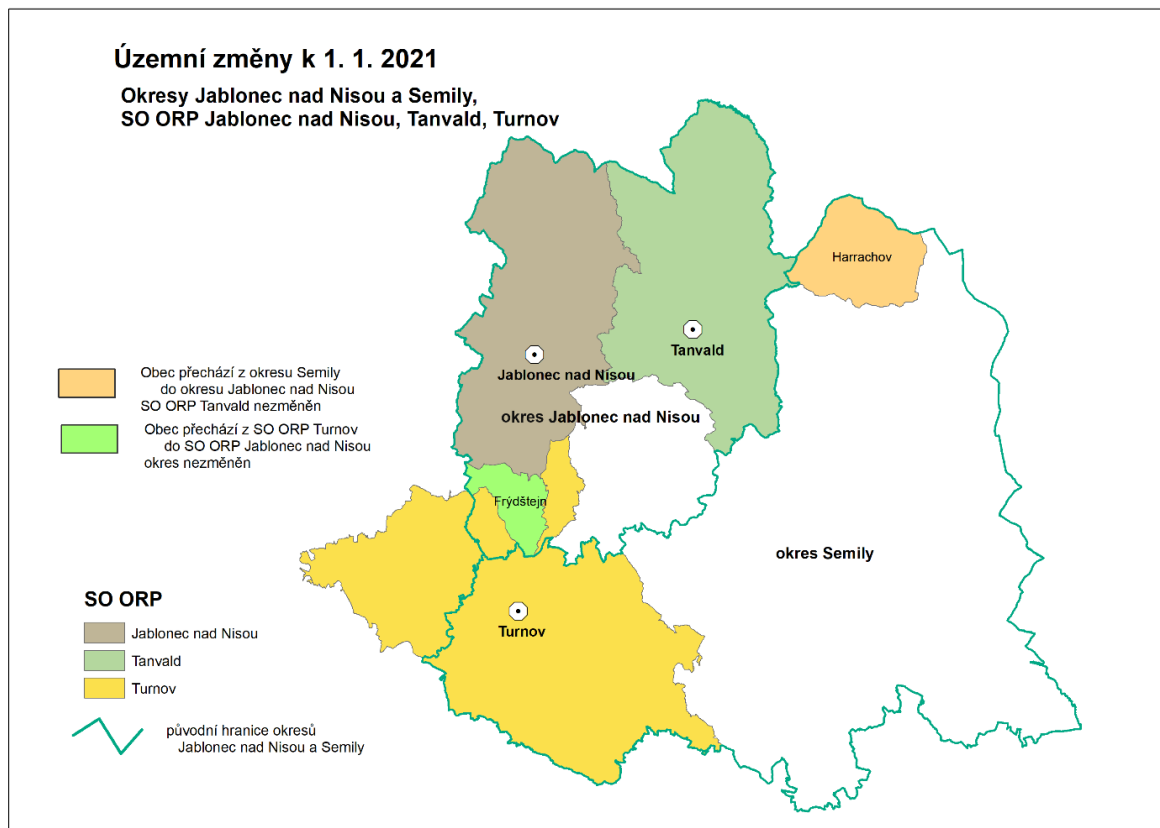 Územní změny k 1. 1. 2021
Okresy Jablonec nad Nisou a Semily,
SO ORP Jablonec nad Nisou, Tanvald, Turnov
Harrachov
Tanvald
Jablonec nad Nisou
okres Jablonec nad Nisou
Obec přechází z okresu Semily
do okresu Jablonec nad Nisou
SO ORP Tanvald nezměněn
Obec přechází z SO ORP Turnov
do SO ORP Jablonec nad Nisou
okres nezměněn
Frýdštejn
okres Semily
Turnov
SO ORP
Jablonec nad Nisou
Tanvald
Turnov
původní hranice okresů
Jablonec nad Nisou a Semily